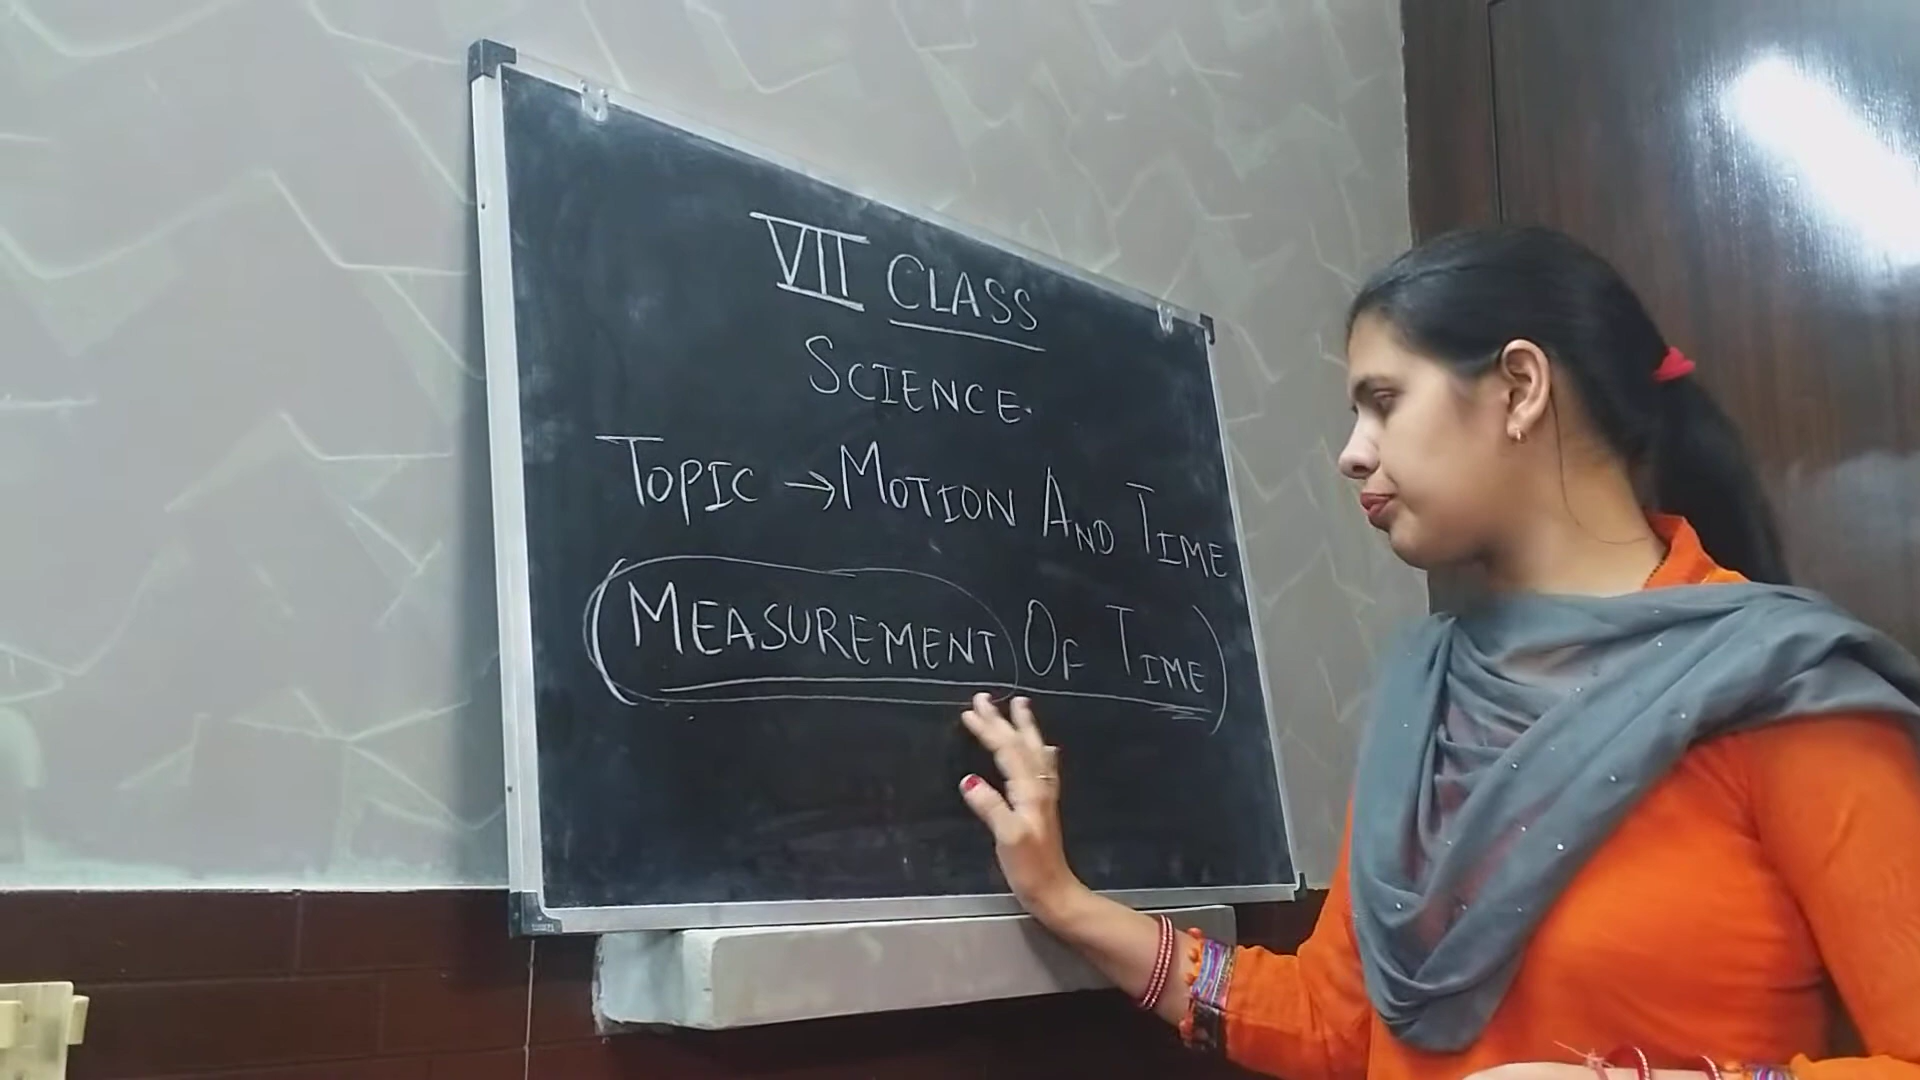 VII CLASS
SCIENCE.
TOPIC → MOTION AND TIME
(MEASUREMENT OF TIME)